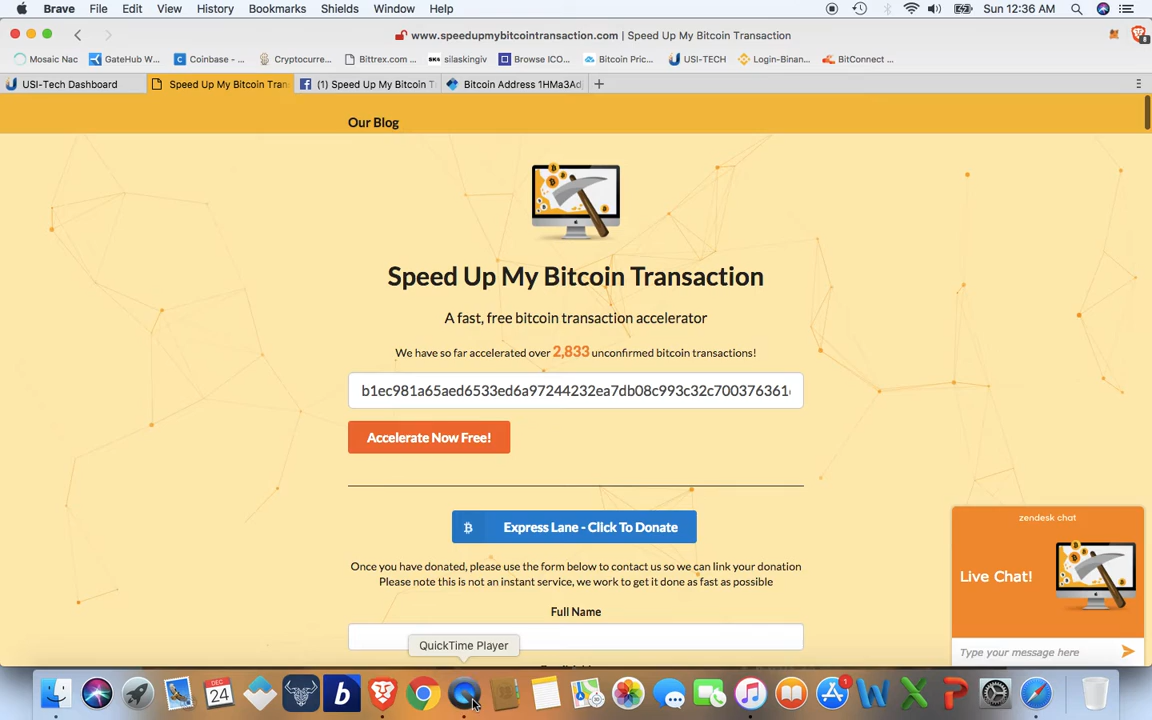 Brave File Edit View History Bookmarks Shields Window Help Sun 12:36 AM
www.speedupmybitcointransaction.com | Speed Up My Bitcoin Transaction
Mosaic Nac GateHub W... Coinbase - ... Cryptocurre... Bittrex.com ... silaskingiv Browse ICO... Bitcoin Pric... USI-TECH Login-Binan... BitConnect ...
USI-Tech Dashboard Speed Up My Bitcoin Tran (1) Speed Up My Bitcoin T Bitcoin Address 1HMa3Ad
Our Blog
Speed Up My Bitcoin Transaction
A fast, free bitcoin transaction accelerator
We have so far accelerated over 2,833 unconfirmed bitcoin transactions!
b1ec981a65aed6533ed6a97244232ea7db08c993c32c700376361
Accelerate Now Free!
Express Lane - Click To Donate
Once you have donated, please use the form below to contact us so we can link your donation
Please note this is not an instant service, we work to get it done as fast as possible
Full Name
zendesk chat
Live Chat!
Type your message here
QuickTime Player
DEC
24
1